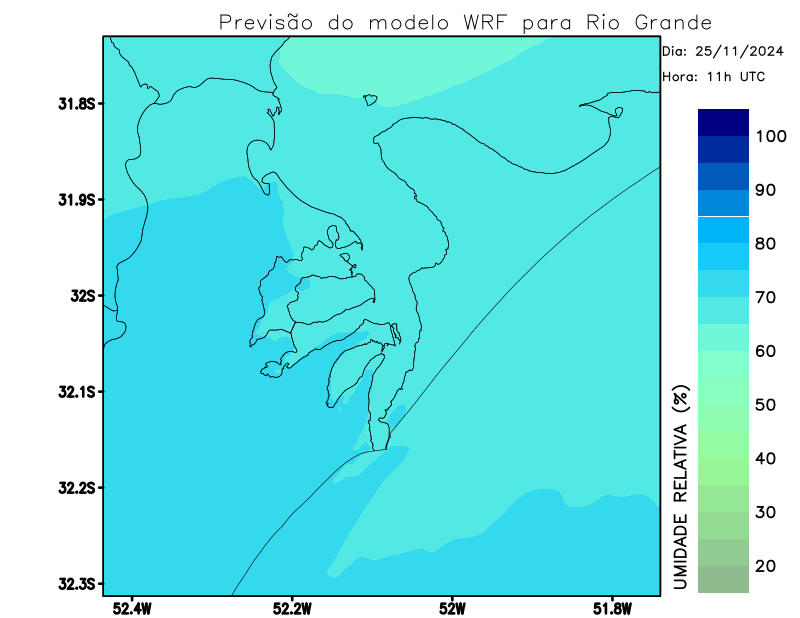 Previsão do modelo WRF para Rio Grande
Dia: 25/11/2024
Hora: 11h UTC
31.8S
31.9S
32S
32.1S
32.2S
32.3S
52.4W
52.2W
52W
51.8W
100
90
80
70
60
50
40
30
20
UMIDADE RELATIVA (%)